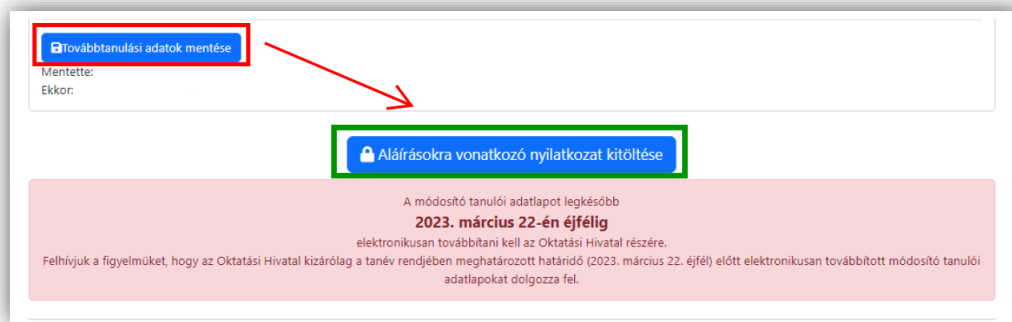 Továbbtanulási adatok mentése
Mentette:
Ekkor:
Aláírásokra vonatkozó nyilatkozat kitöltése
A módosító tanulói adatlapot legkésőbb
2023. március 22-én éjfélig
elektronikusan továbbítani kell az Oktatási Hivatal részére.
Felhívjuk a figyelmüket, hogy az Oktatási Hivatal kizárólag a tanév rendjében meghatározott határidő (2023. március 22. éjfél) előtt elektronikusan továbbított módosító tanulói
adatlapokat dolgozza fel.